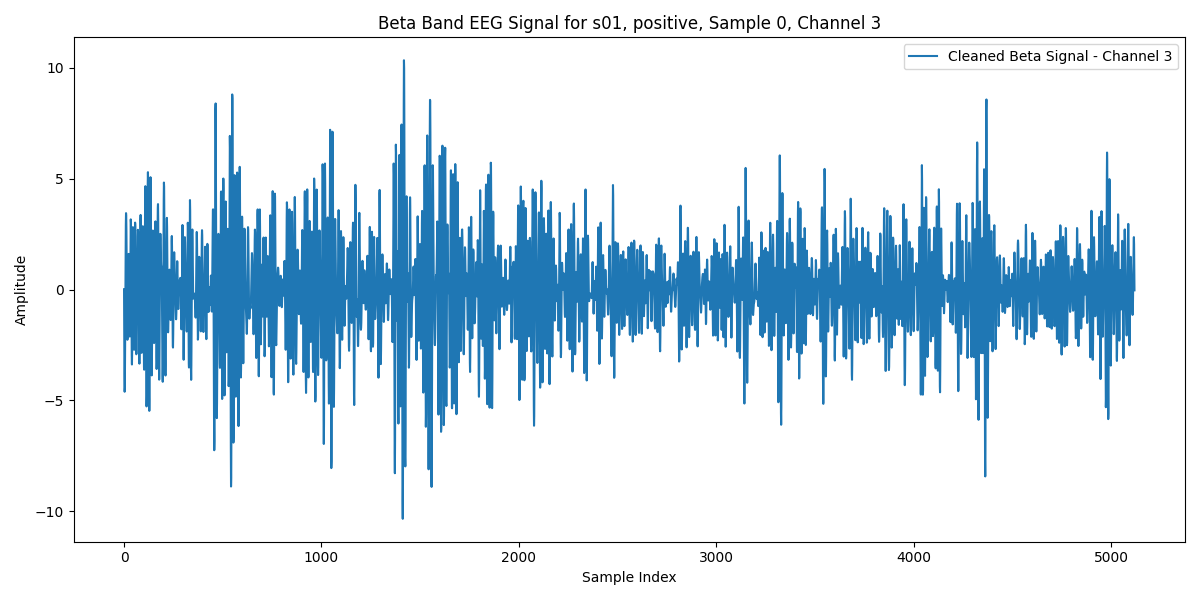 Beta Band EEG Signal for s01, positive, Sample 0, Channel 3
Cleaned Beta Signal - Channel 3
Amplitude
10
5
0
−5
−10
0 1000 2000 3000 4000 5000
Sample Index